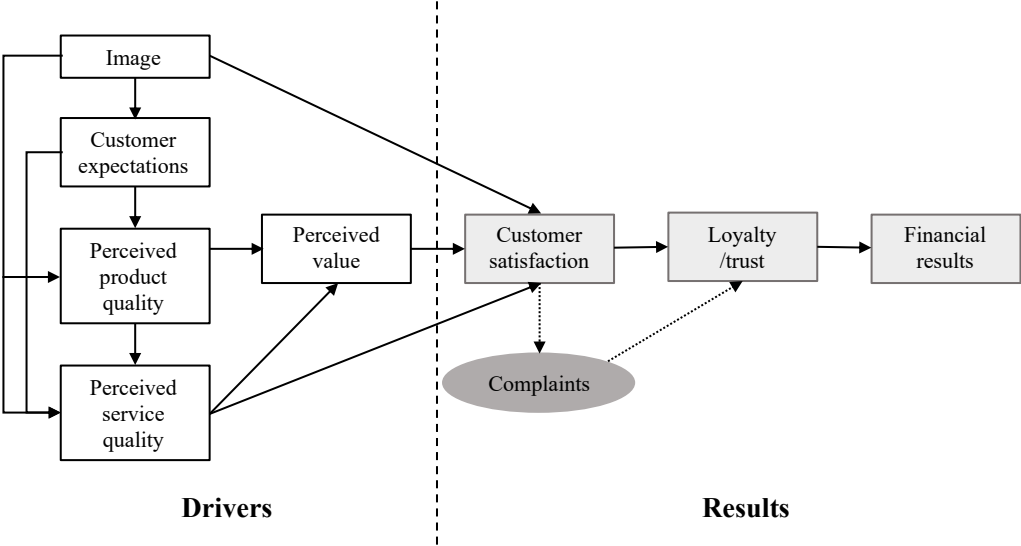 Image
Customer
expectations
Perceived
product
quality
Perceived
service
quality
Perceived
value
Customer
satisfaction
Loyalty
/trust
Financial
results
Complaints
Drivers
Results